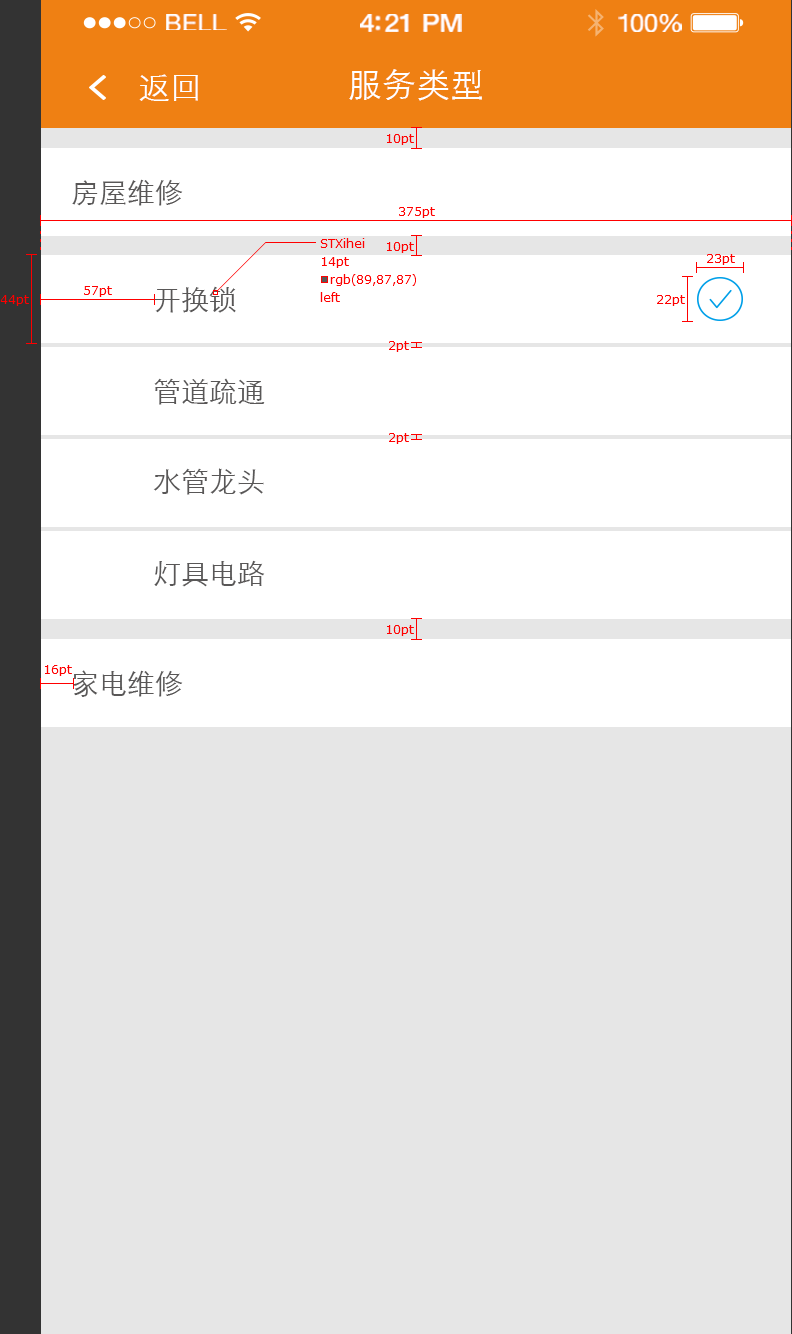 BELL 4:21 PM 100%
返回 服务类型
10pt
房屋维修
375pt
10pt
STXihei
14pt
rgb(89,87,87)
left
23pt
44pt
57pt
开换锁
22pt
2pt
管道疏通
2pt
水管龙头
灯具电路
10pt
16pt
家电维修